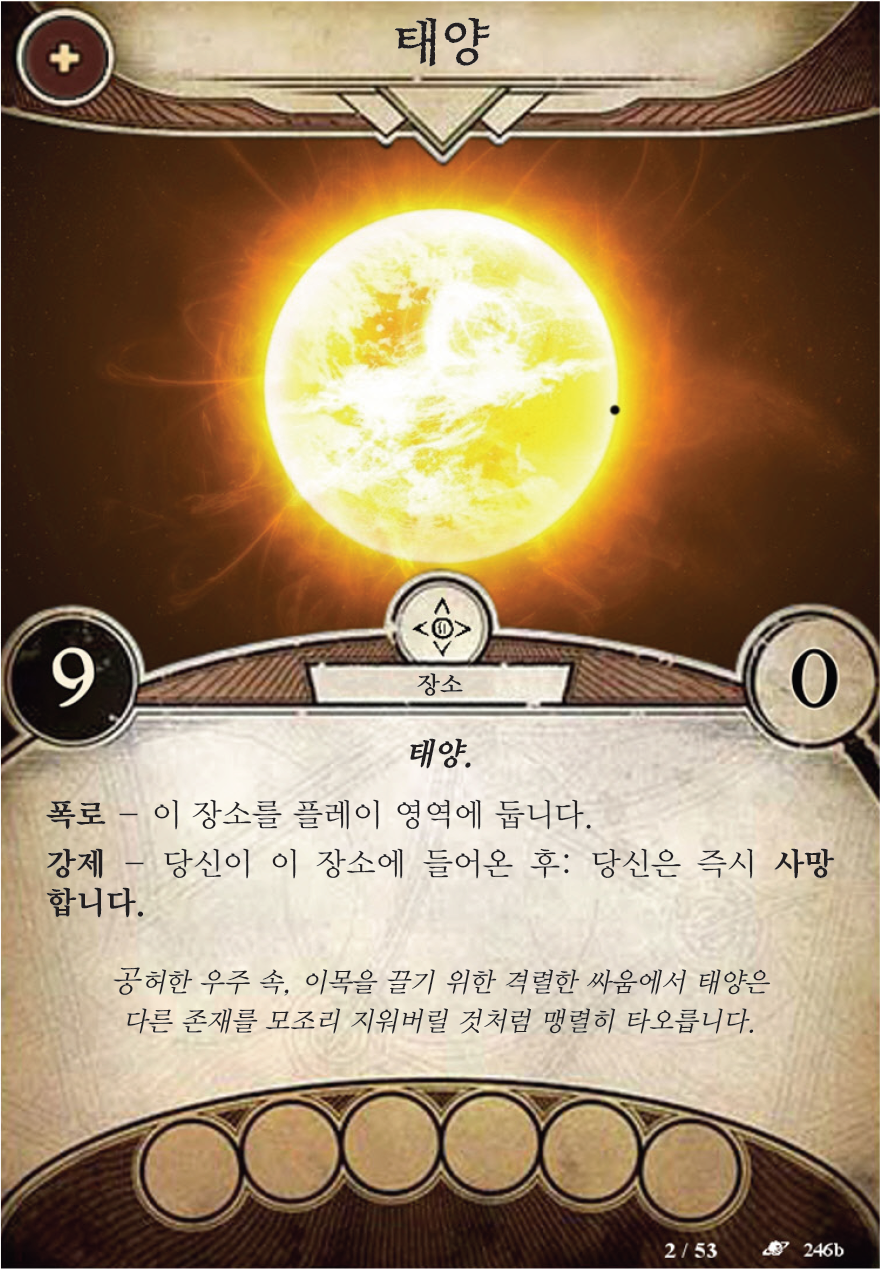 태양
9
장소
0
태양.
폭로 – 이 장소를 플레이 영역에 둡니다.
강제 – 당신이 이 장소에 들어온 후: 당신은 즉시 사망
합니다.
공허한 우주 속, 이목을 끌기 위한 격렬한 싸움에서 태양은
다른 존재를 모조리 지워버릴 것처럼 맹렬히 타오릅니다.
2 / 53 246b